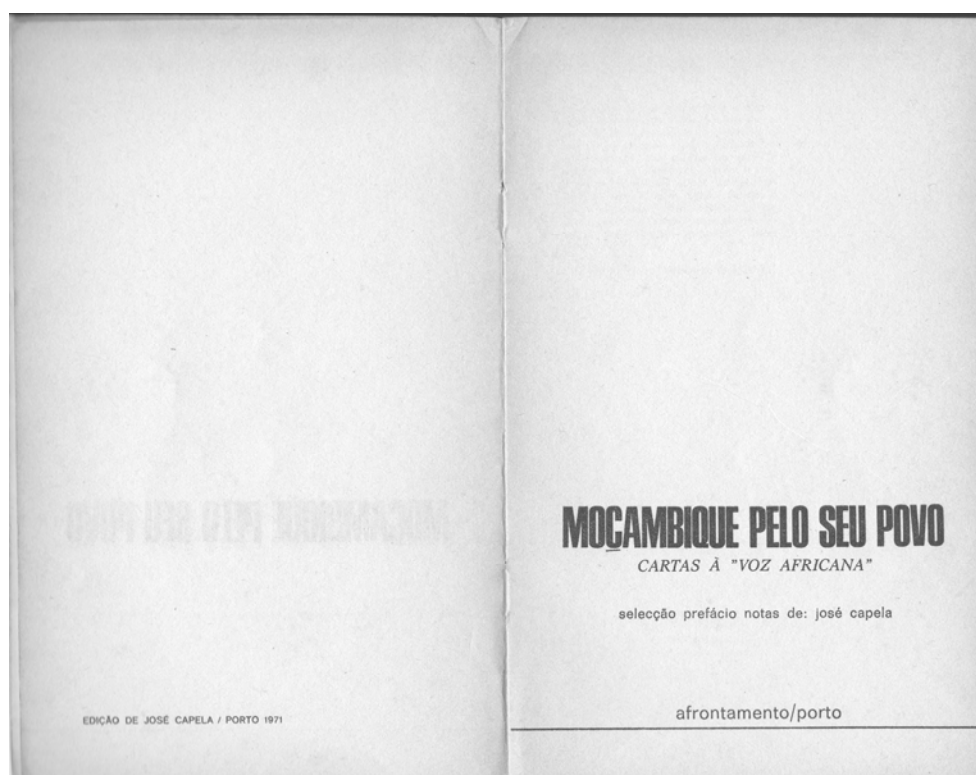 EDIÇÃO DE JOSÉ CAPELA / PORTO 1971
MOÇAMBIQUE PELO SEU POVO
CARTAS À "VOZ AFRICANA"
selecção prefácio notas de: josé capela
afrontamento/porto